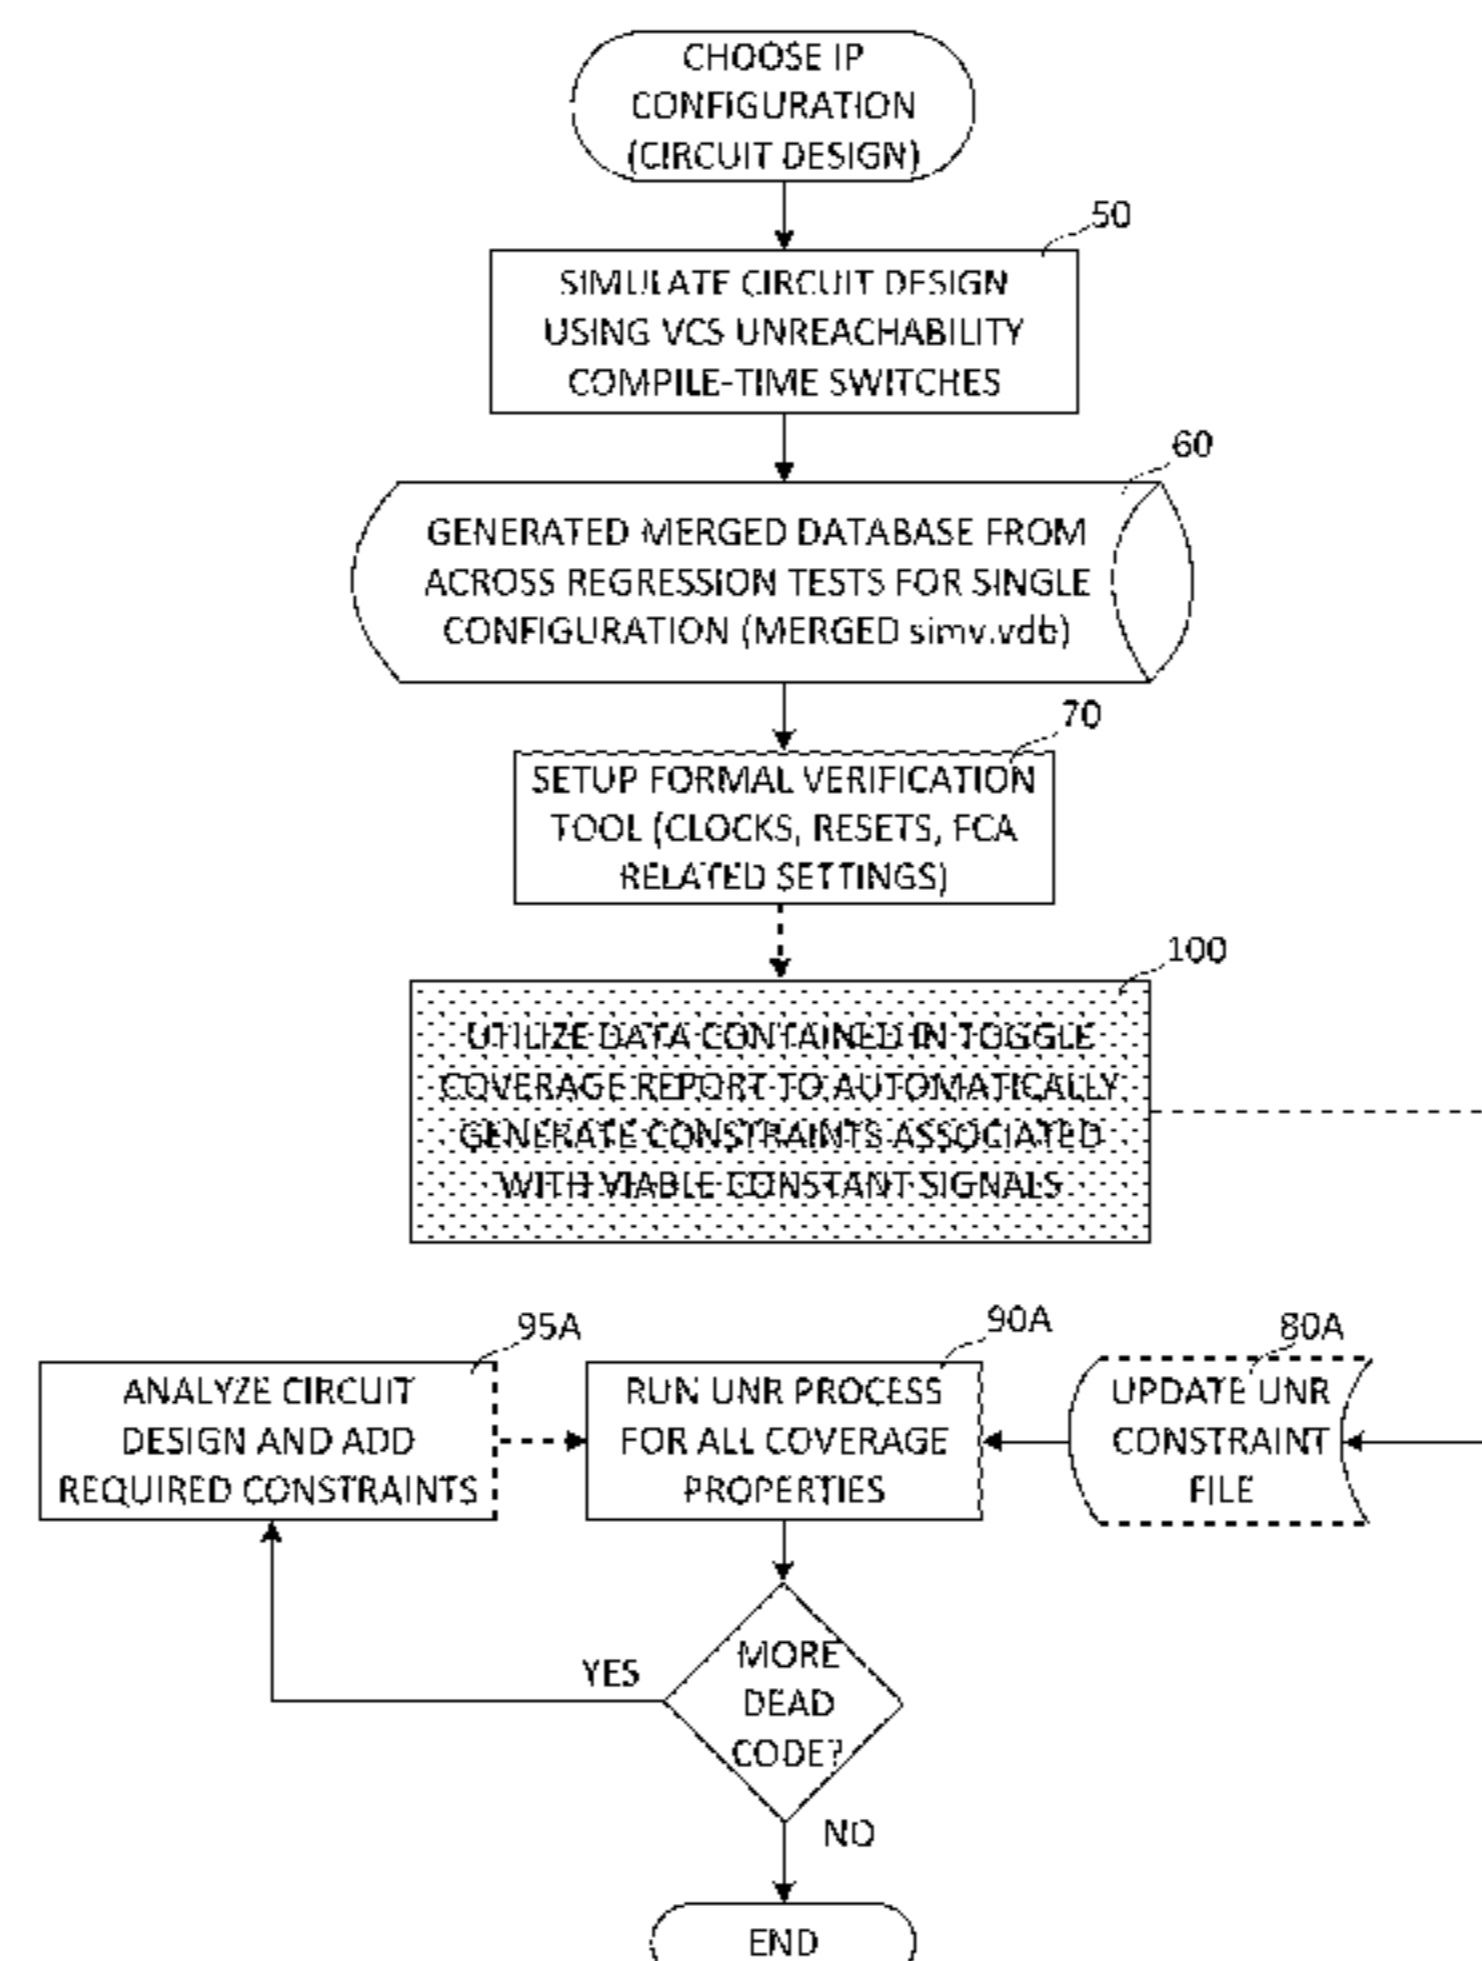 CHOOSE IP
CONFIGURATION
(CIRCUIT DESIGN)
50
SIMULATE CIRCUIT DESIGN
USING VCS UNREACHABILITY
COMPILE-TIME SWITCHES
60
GENERATED MERGED DATABASE FROM
ACROSS REGRESSION TESTS FOR SINGLE
CONFIGURATION (MERGED simv.vdb)
70
SETUP FORMAL VERIFICATION
TOOL (CLOCKS, RESETS, FCA
RELATED SETTINGS)
100
UTILIZE DATA CONTAINED IN TOGGLE
COVERAGE REPORT TO AUTOMATICALLY
GENERATE CONSTRAINTS ASSOCIATED
WITH VIABLE CONSTANT SIGNALS
95A
ANALYZE CIRCUIT
DESIGN AND ADD
REQUIRED CONSTRAINTS
90A
RUN UNR PROCESS
FOR ALL COVERAGE
PROPERTIES
80A
UPDATE UNR
CONSTRAINT
FILE
YES
MORE
DEAD
CODE?
NO
END